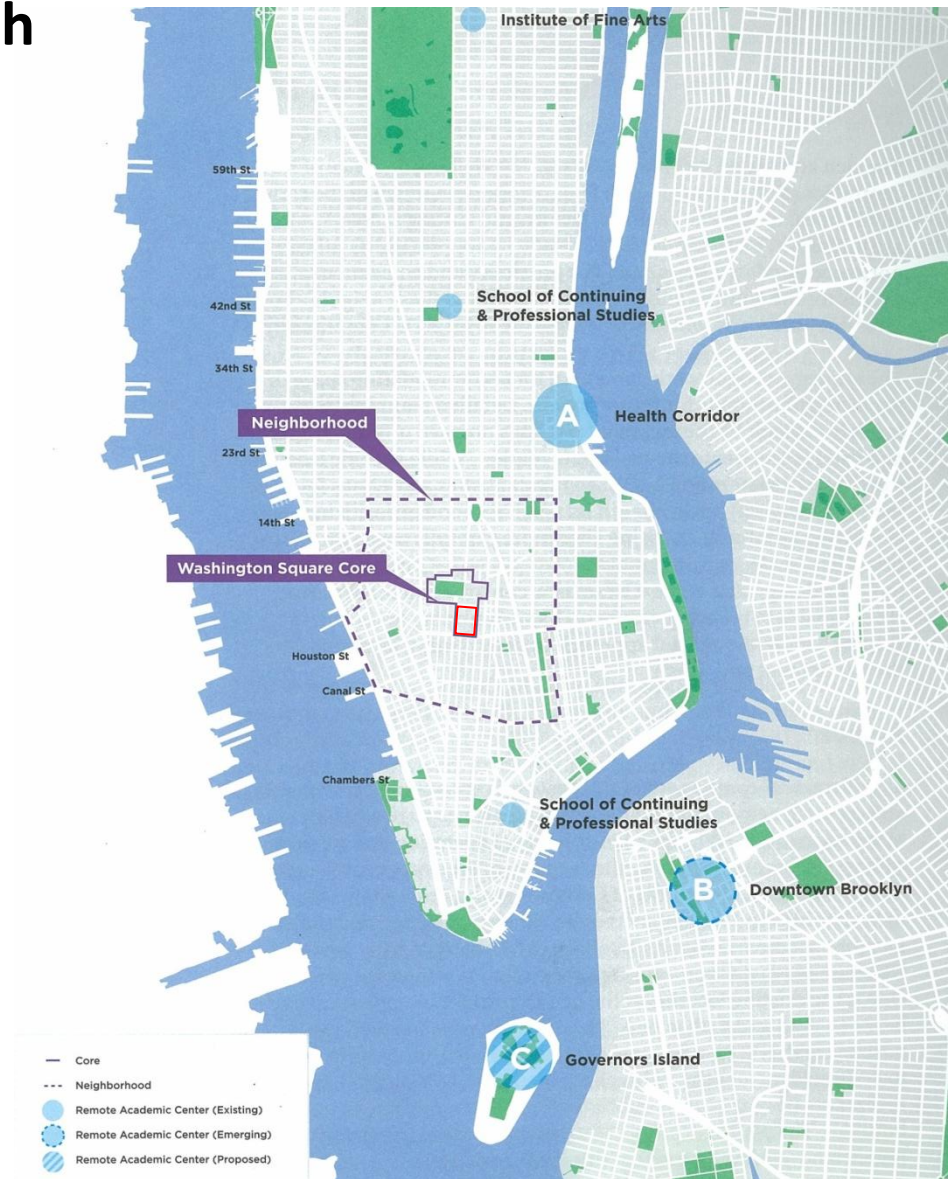 h
Institute of Fine Arts
59th St
School of Continuing
& Professional Studies
42nd St
34th St
A
Health Corridor
Neighborhood
23rd St
14th St
Washington Square Core
Houston St
Canal St
Chambers St
School of Continuing
& Professional Studies
B
Downtown Brooklyn
C
Governors Island
Core
Neighborhood
Remote Academic Center (Existing)
Remote Academic Center (Emerging)
Remote Academic Center (Proposed)